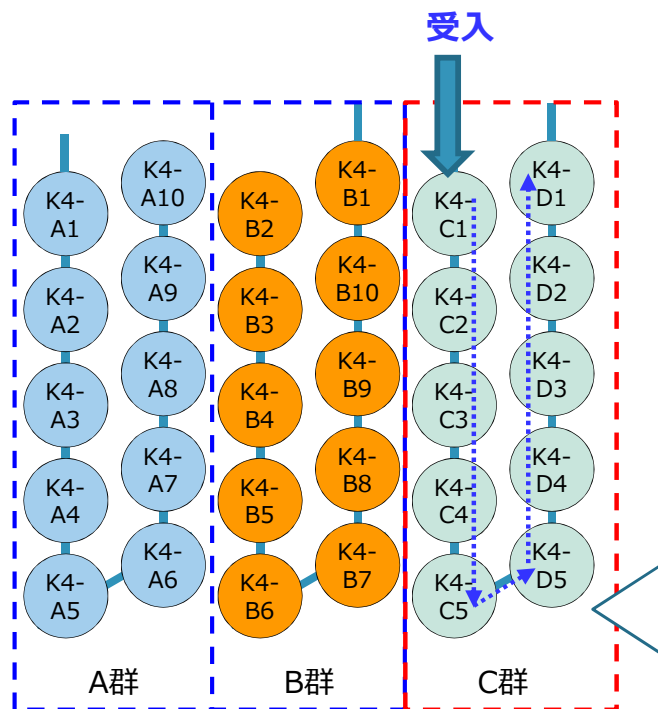 受入
K4-
A1
K4-
A2
K4-
A3
K4-
A4
K4-
A5
K4-
A10
K4-
A9
K4-
A8
K4-
A7
K4-
A6
A群
K4-
B2
K4-
B3
K4-
B4
K4-
B5
K4-
B6
K4-
B1
K4-
B10
K4-
B9
K4-
B8
K4-
B7
B群
K4-
C1
K4-
C2
K4-
C3
K4-
C4
K4-
C5
K4-
D1
K4-
D2
K4-
D3
K4-
D4
K4-
D5
C群